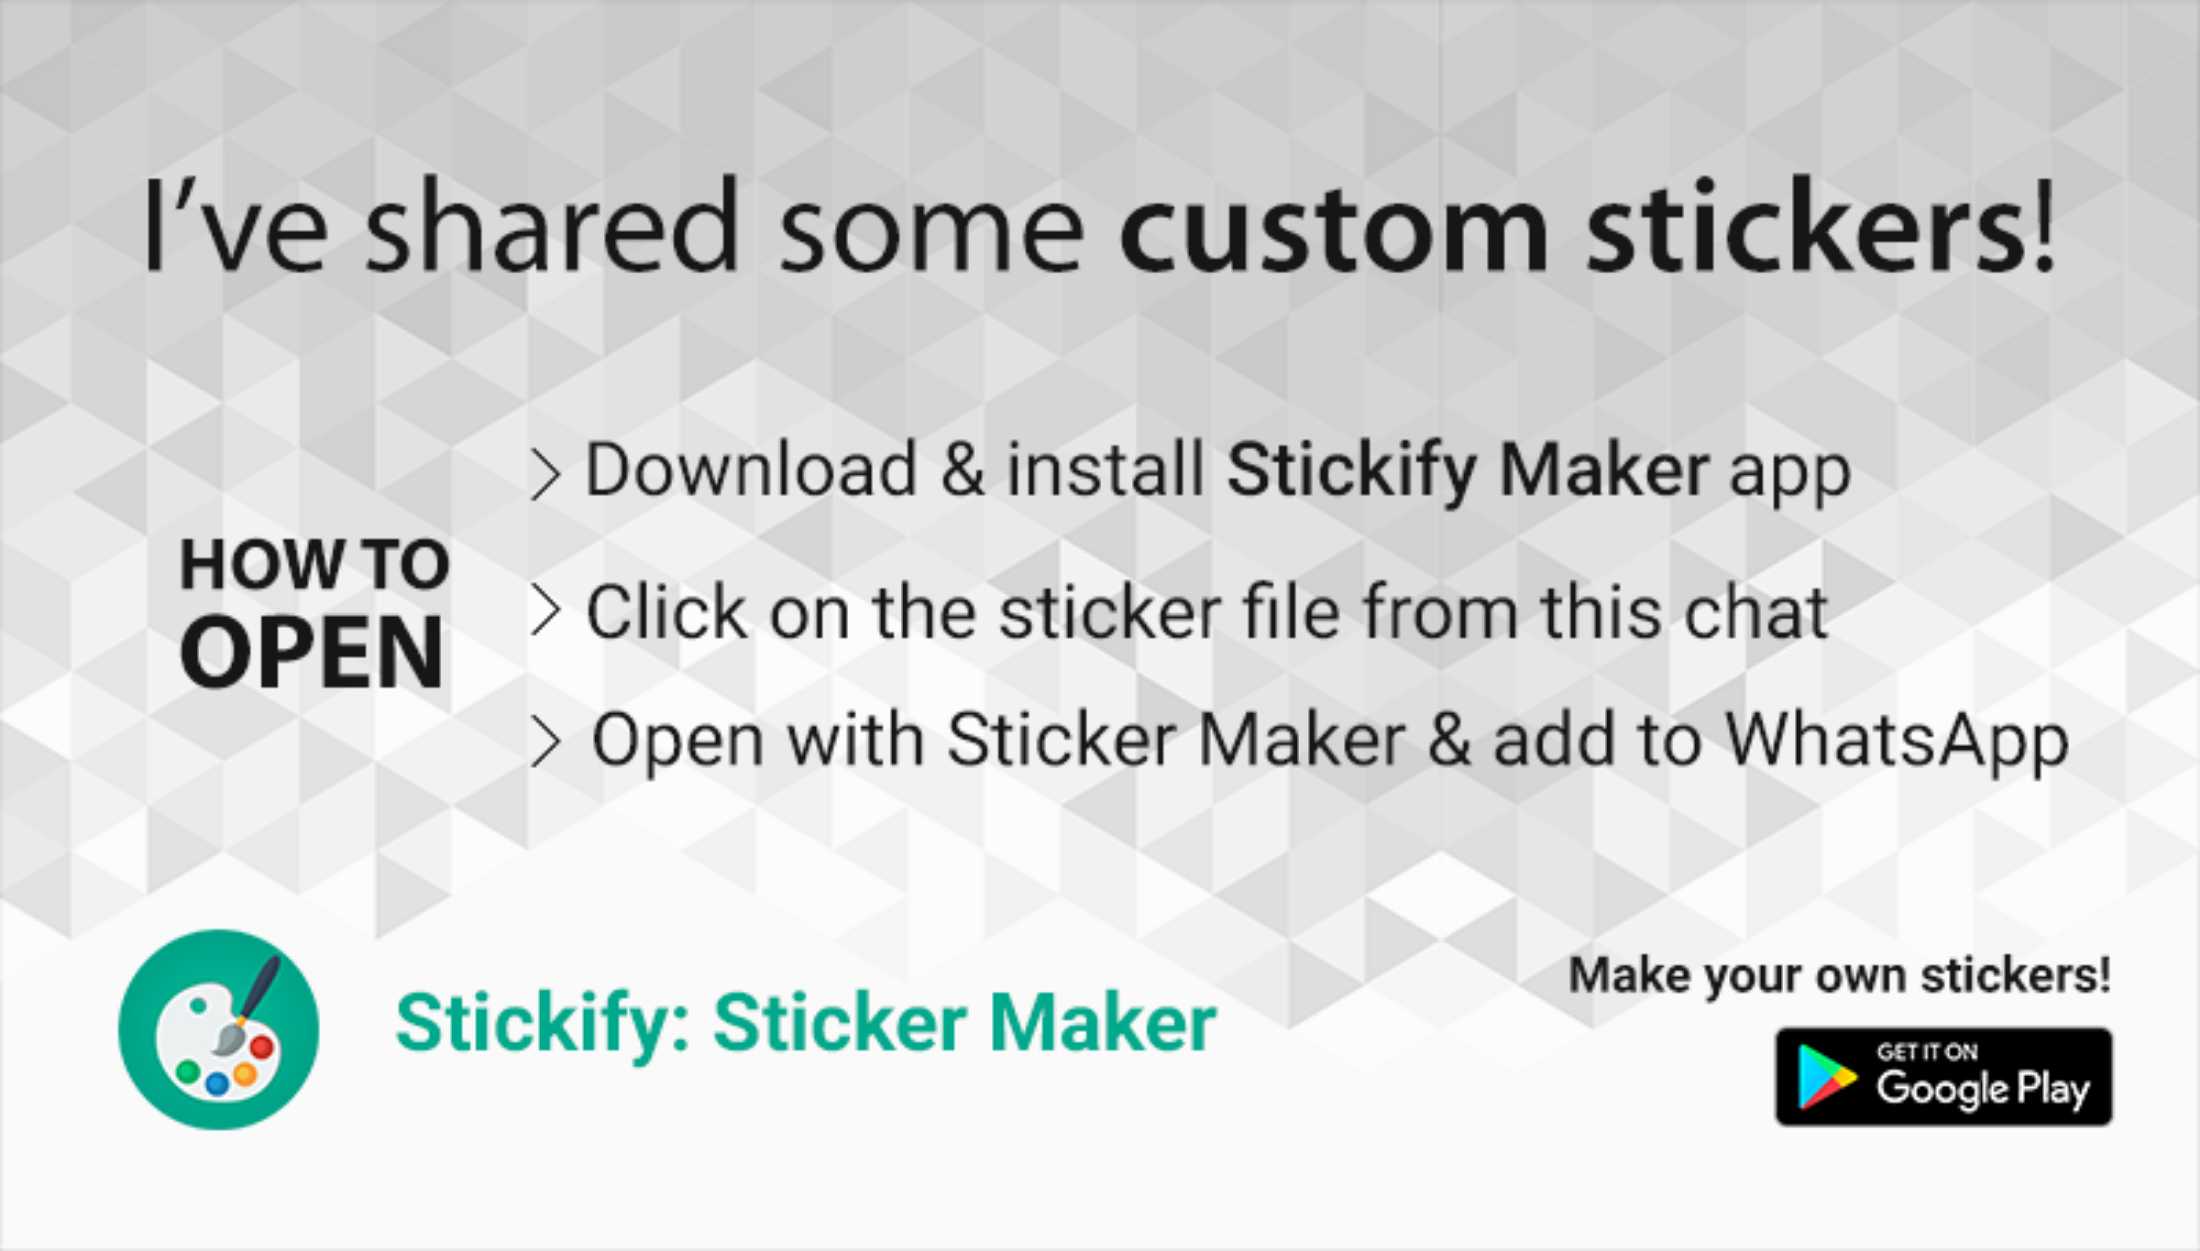 I’ve shared some custom stickers!
HOW TO
OPEN
> Download & install Stickify Maker app
> Click on the sticker file from this chat
> Open with Sticker Maker & add to WhatsApp
Stickify: Sticker Maker
Make your own stickers!
GET IT ON
Google Play